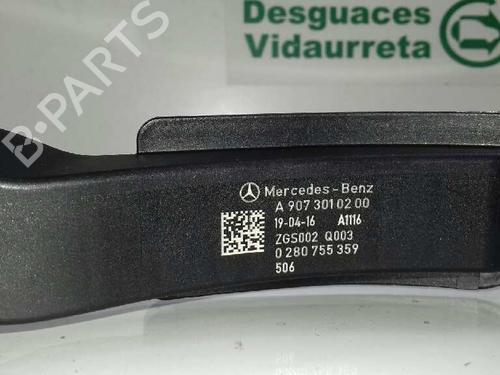 Desguaces
Vidaurreta
B-PARTS
Mercedes-Benz
A 907 301 02 00
19-04-16 A1116
ZGS002 Q003
0 280 755 359
506